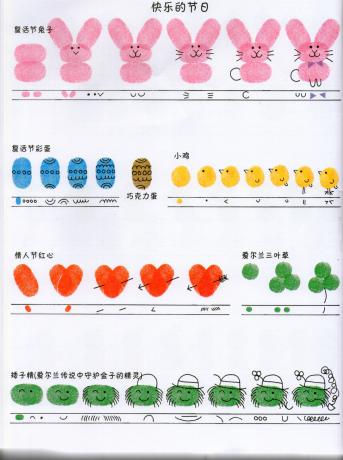 快乐的节日
复活节兔子
复活节彩蛋
巧克力蛋
小鸡
情人节红心
爱尔兰三叶草
矮子精(爱尔兰传说中守护盒子的精灵)